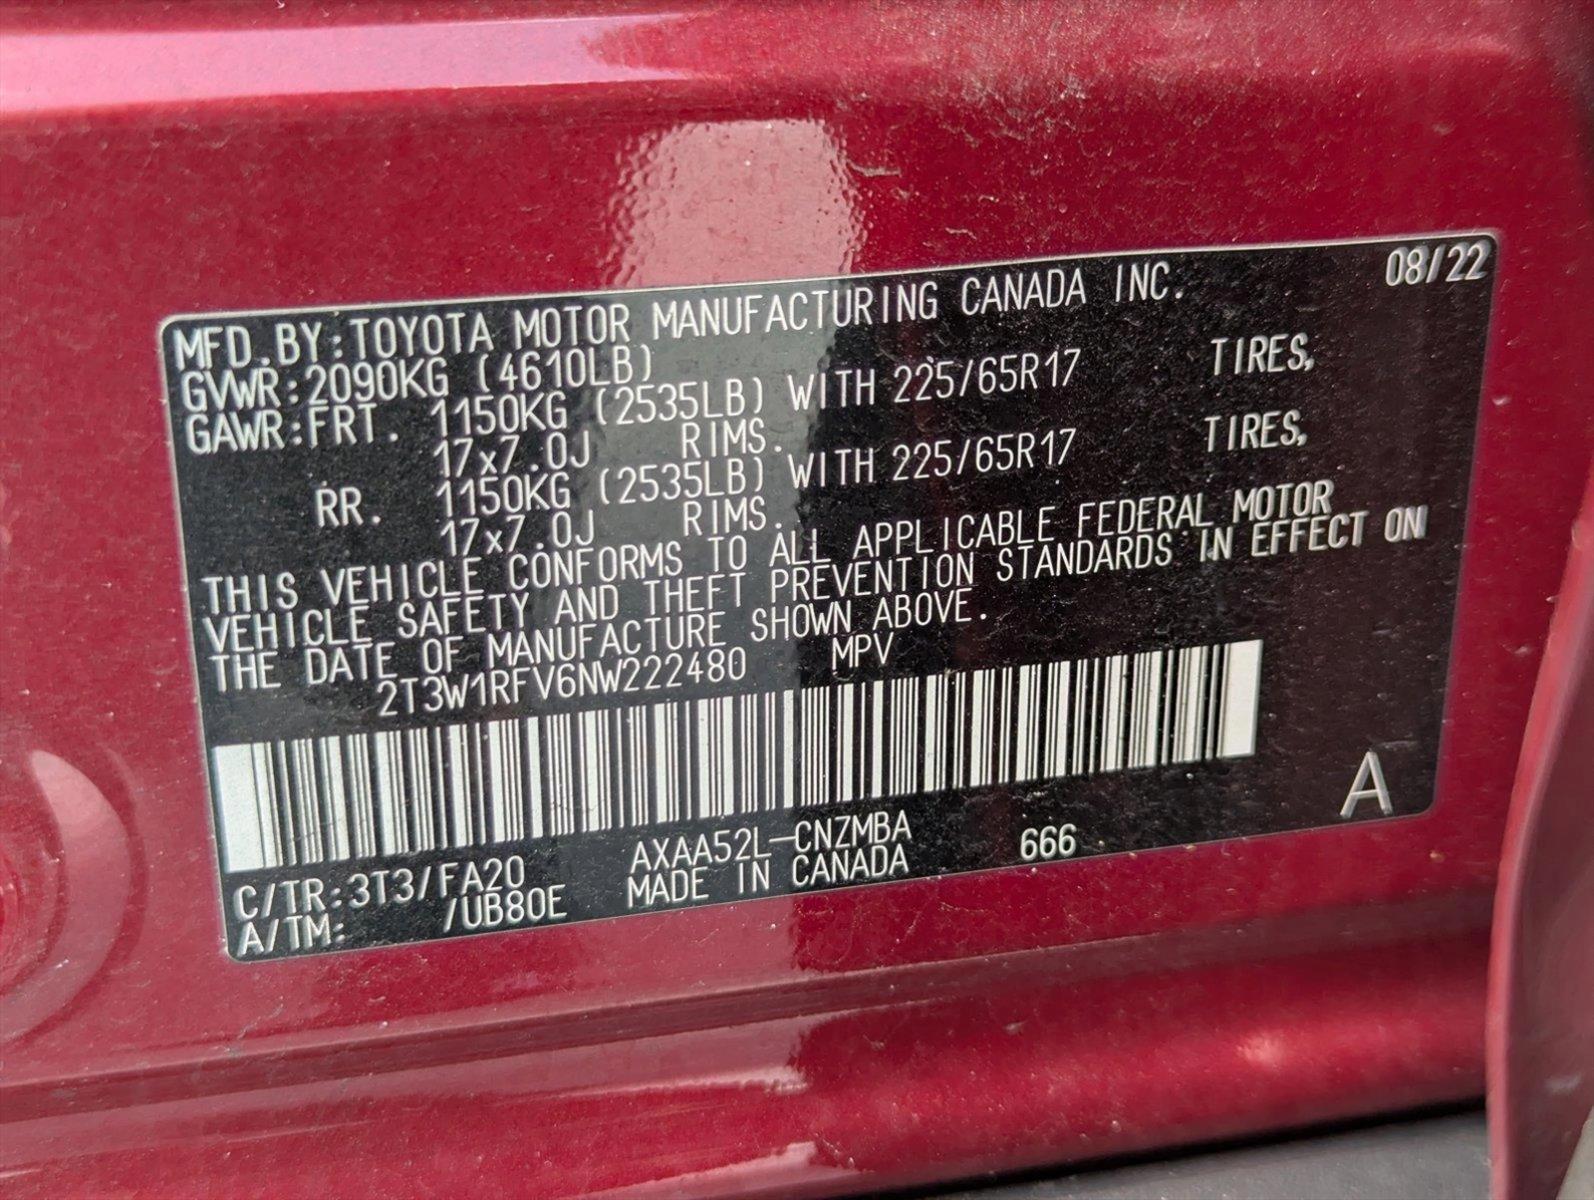 MFD.BY:TOYOTA MOTOR MANUFACTURING CANADA INC. 08/22
GVWR:2090KG (4610LB)
GAWR:FRT. 1150KG (2535LB) WITH 225/65R17 TIRES,
17x7.0J RIMS.
RR. 1150KG (2535LB) WITH 225/65R17 TIRES,
17x7.0J RIMS.
THIS VEHICLE CONFORMS TO ALL APPLICABLE FEDERAL MOTOR
VEHICLE SAFETY AND THEFT PREVENTION STANDARDS IN EFFECT ON
THE DATE OF MANUFACTURE SHOWN ABOVE.
2T3W1RFV6NW222480 MPV
A
C/TR:3T3/FA20 AXAA52L-CNZMBA 666
A/TM: /UB80E MADE IN CANADA